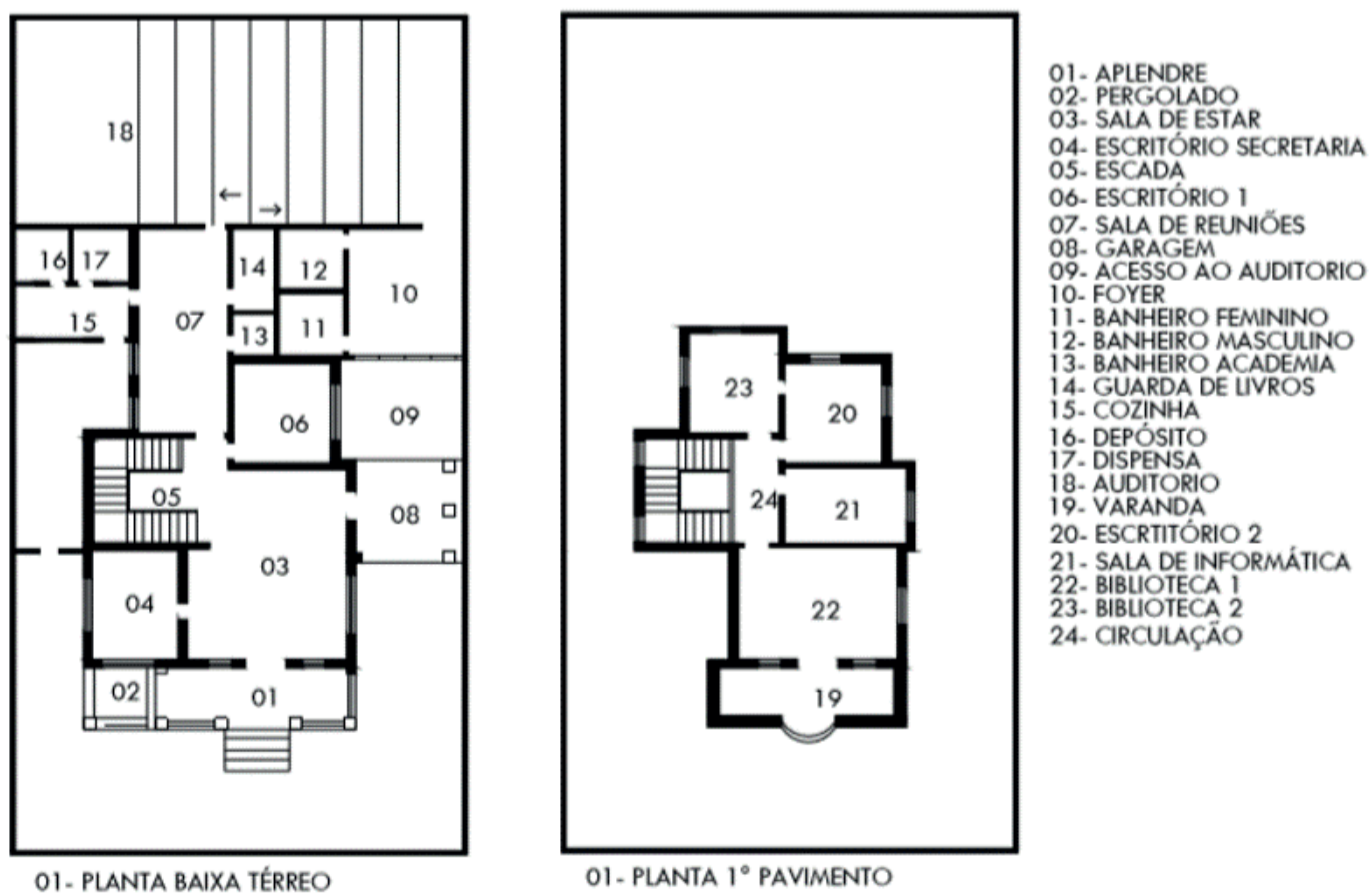 18
16
17
14
12
10
15
07
13
11
06
09
05
08
03
04
02
01
01- PLANTA BAIXA TÉRREO
23
20
24
21
22
19
01- PLANTA 1° PAVIMENTO
01- APLENDRE
02- PERGOLADO
03- SALA DE ESTAR
04- ESCRITÓRIO SECRETARIA
05- ESCADA
06- ESCRITÓRIO 1
07- SALA DE REUNIÕES
08- GARAGEM
09- ACESSO AO AUDITORIO
10- FOYER
11- BANHEIRO FEMININO
12- BANHEIRO MASCULINO
13- BANHEIRO ACADEMIA
14- GUARDA DE LIVROS
15- COZINHA
16- DEPÓSITO
17- DISPENSA
18- AUDITORIO
19- VARANDA
20- ESCRTITÓRIO 2
21- SALA DE INFORMÁTICA
22- BIBLIOTECA 1
23- BIBLIOTECA 2
24- CIRCULAÇÃO